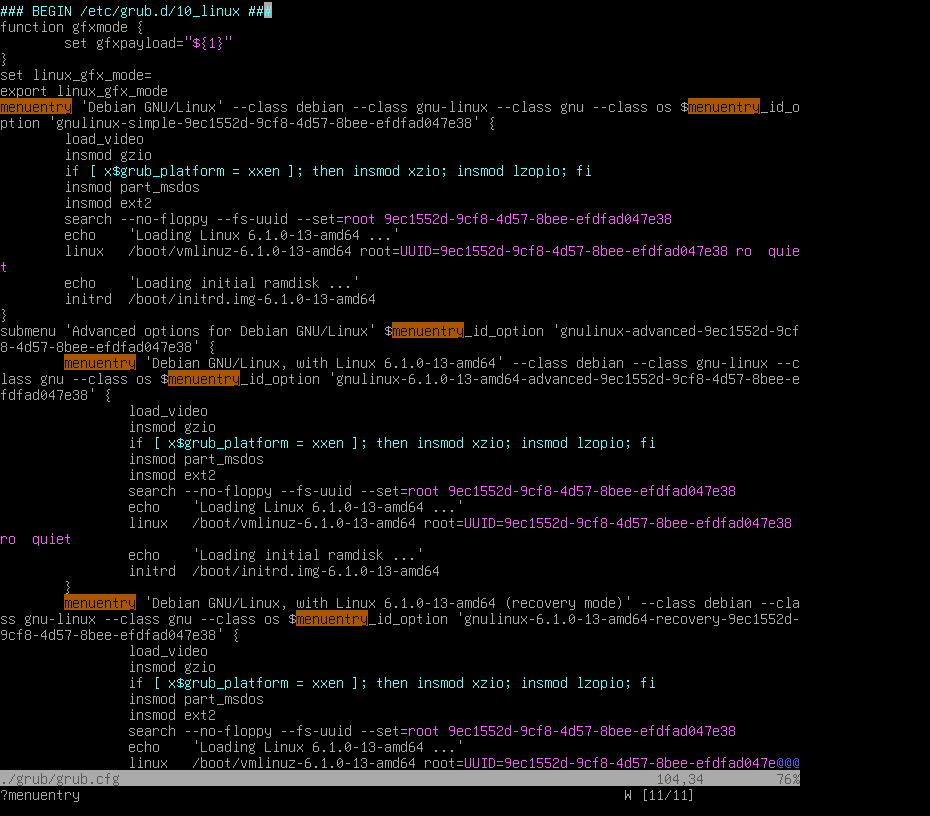 ### BEGIN /etc/grub.d/10_linux ###
function gfxmode {
        set gfxpayload="${1}"
}
set linux_gfx_mode=
export linux_gfx_mode
menuentry 'Debian GNU/Linux' --class debian --class gnu-linux --class gnu --class os $menuentry_id_o
ption 'gnulinux-simple-9ec1552d-9cf8-4d57-8bee-efdfad047e38' {
        load_video
        insmod gzio
        if [ x$grub_platform = xxen ]; then insmod xzio; insmod lzopio; fi
        insmod part_msdos
        insmod ext2
        search --no-floppy --fs-uuid --set=root 9ec1552d-9cf8-4d57-8bee-efdfad047e38
        echo    'Loading Linux 6.1.0-13-amd64 ...'
        linux   /boot/vmlinuz-6.1.0-13-amd64 root=UUID=9ec1552d-9cf8-4d57-8bee-efdfad047e38 ro  quie
t
        echo    'Loading initial ramdisk ...'
        initrd  /boot/initrd.img-6.1.0-13-amd64
}
submenu 'Advanced options for Debian GNU/Linux' $menuentry_id_option 'gnulinux-advanced-9ec1552d-9cf
8-4d57-8bee-efdfad047e38' {
        menuentry 'Debian GNU/Linux, with Linux 6.1.0-13-amd64' --class debian --class gnu-linux --c
lass gnu --class os $menuentry_id_option 'gnulinux-6.1.0-13-amd64-advanced-9ec1552d-9cf8-4d57-8bee-e
fdfad047e38' {
                load_video
                insmod gzio
                if [ x$grub_platform = xxen ]; then insmod xzio; insmod lzopio; fi
                insmod part_msdos
                insmod ext2
                search --no-floppy --fs-uuid --set=root 9ec1552d-9cf8-4d57-8bee-efdfad047e38
                echo    'Loading Linux 6.1.0-13-amd64 ...'
                linux   /boot/vmlinuz-6.1.0-13-amd64 root=UUID=9ec1552d-9cf8-4d57-8bee-efdfad047e38
ro  quiet
                echo    'Loading initial ramdisk ...'
                initrd  /boot/initrd.img-6.1.0-13-amd64
        }
        menuentry 'Debian GNU/Linux, with Linux 6.1.0-13-amd64 (recovery mode)' --class debian --cla
ss gnu-linux --class gnu --class os $menuentry_id_option 'gnulinux-6.1.0-13-amd64-recovery-9ec1552d-
9cf8-4d57-8bee-efdfad047e38' {
                load_video
                insmod gzio
                if [ x$grub_platform = xxen ]; then insmod xzio; insmod lzopio; fi
                insmod part_msdos
                insmod ext2
                search --no-floppy --fs-uuid --set=root 9ec1552d-9cf8-4d57-8bee-efdfad047e38
                echo    'Loading Linux 6.1.0-13-amd64 ...'
                linux   /boot/vmlinuz-6.1.0-13-amd64 root=UUID=9ec1552d-9cf8-4d57-8bee-efdfad047e@@@
./grub/grub.cfg 104,34 76%
?menuentry W [11/11]